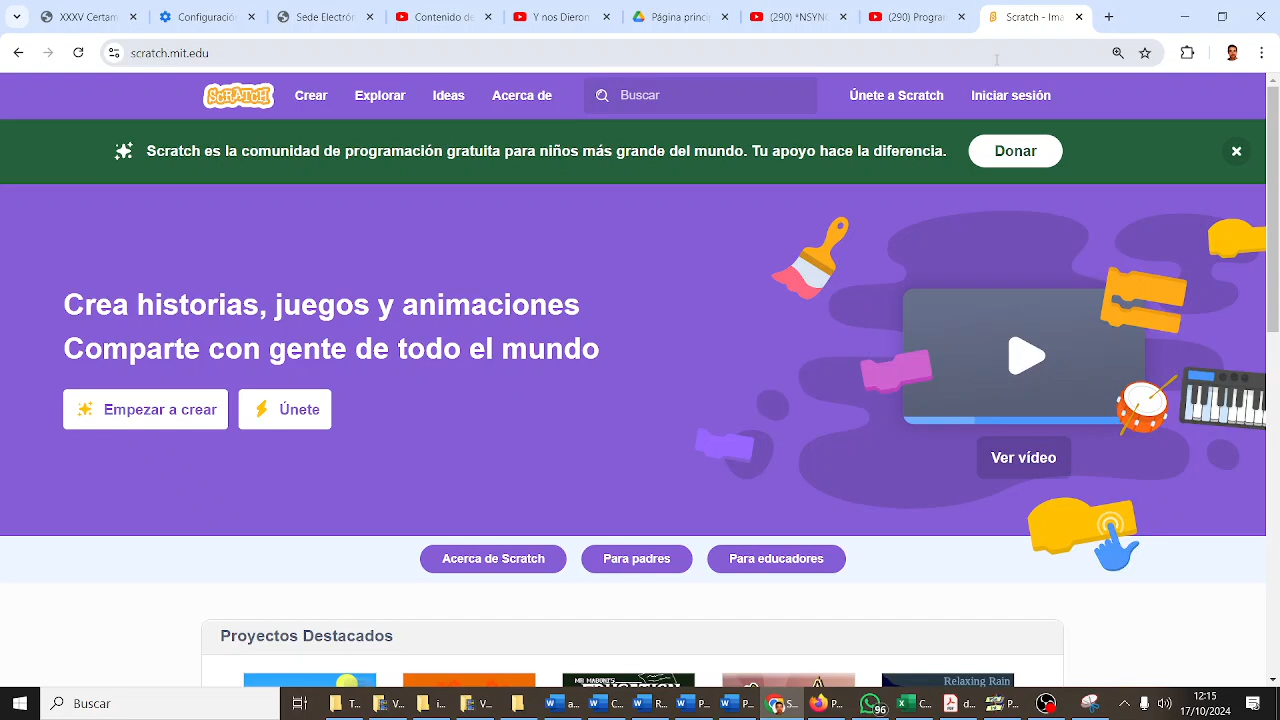 XXXV Certam
Configuració
Sede Electrón
Contenido de
Y nos Dieron
Página princi
(290) *NSYNC
(290) Program
Scratch - Ima
scratch.mit.edu
SCRATCH Crear Explorar Ideas Acerca de Buscar Únete a Scratch Iniciar sesión
Scratch es la comunidad de programación gratuita para niños más grande del mundo. Tu apoyo hace la diferencia. Donar
Crea historias, juegos y animaciones
Comparte con gente de todo el mundo
Empezar a crear Únete
Ver vídeo
Acerca de Scratch Para padres Para educadores
Proyectos Destacados
Relaxing Rain
Buscar
96
12:15
17/10/2024